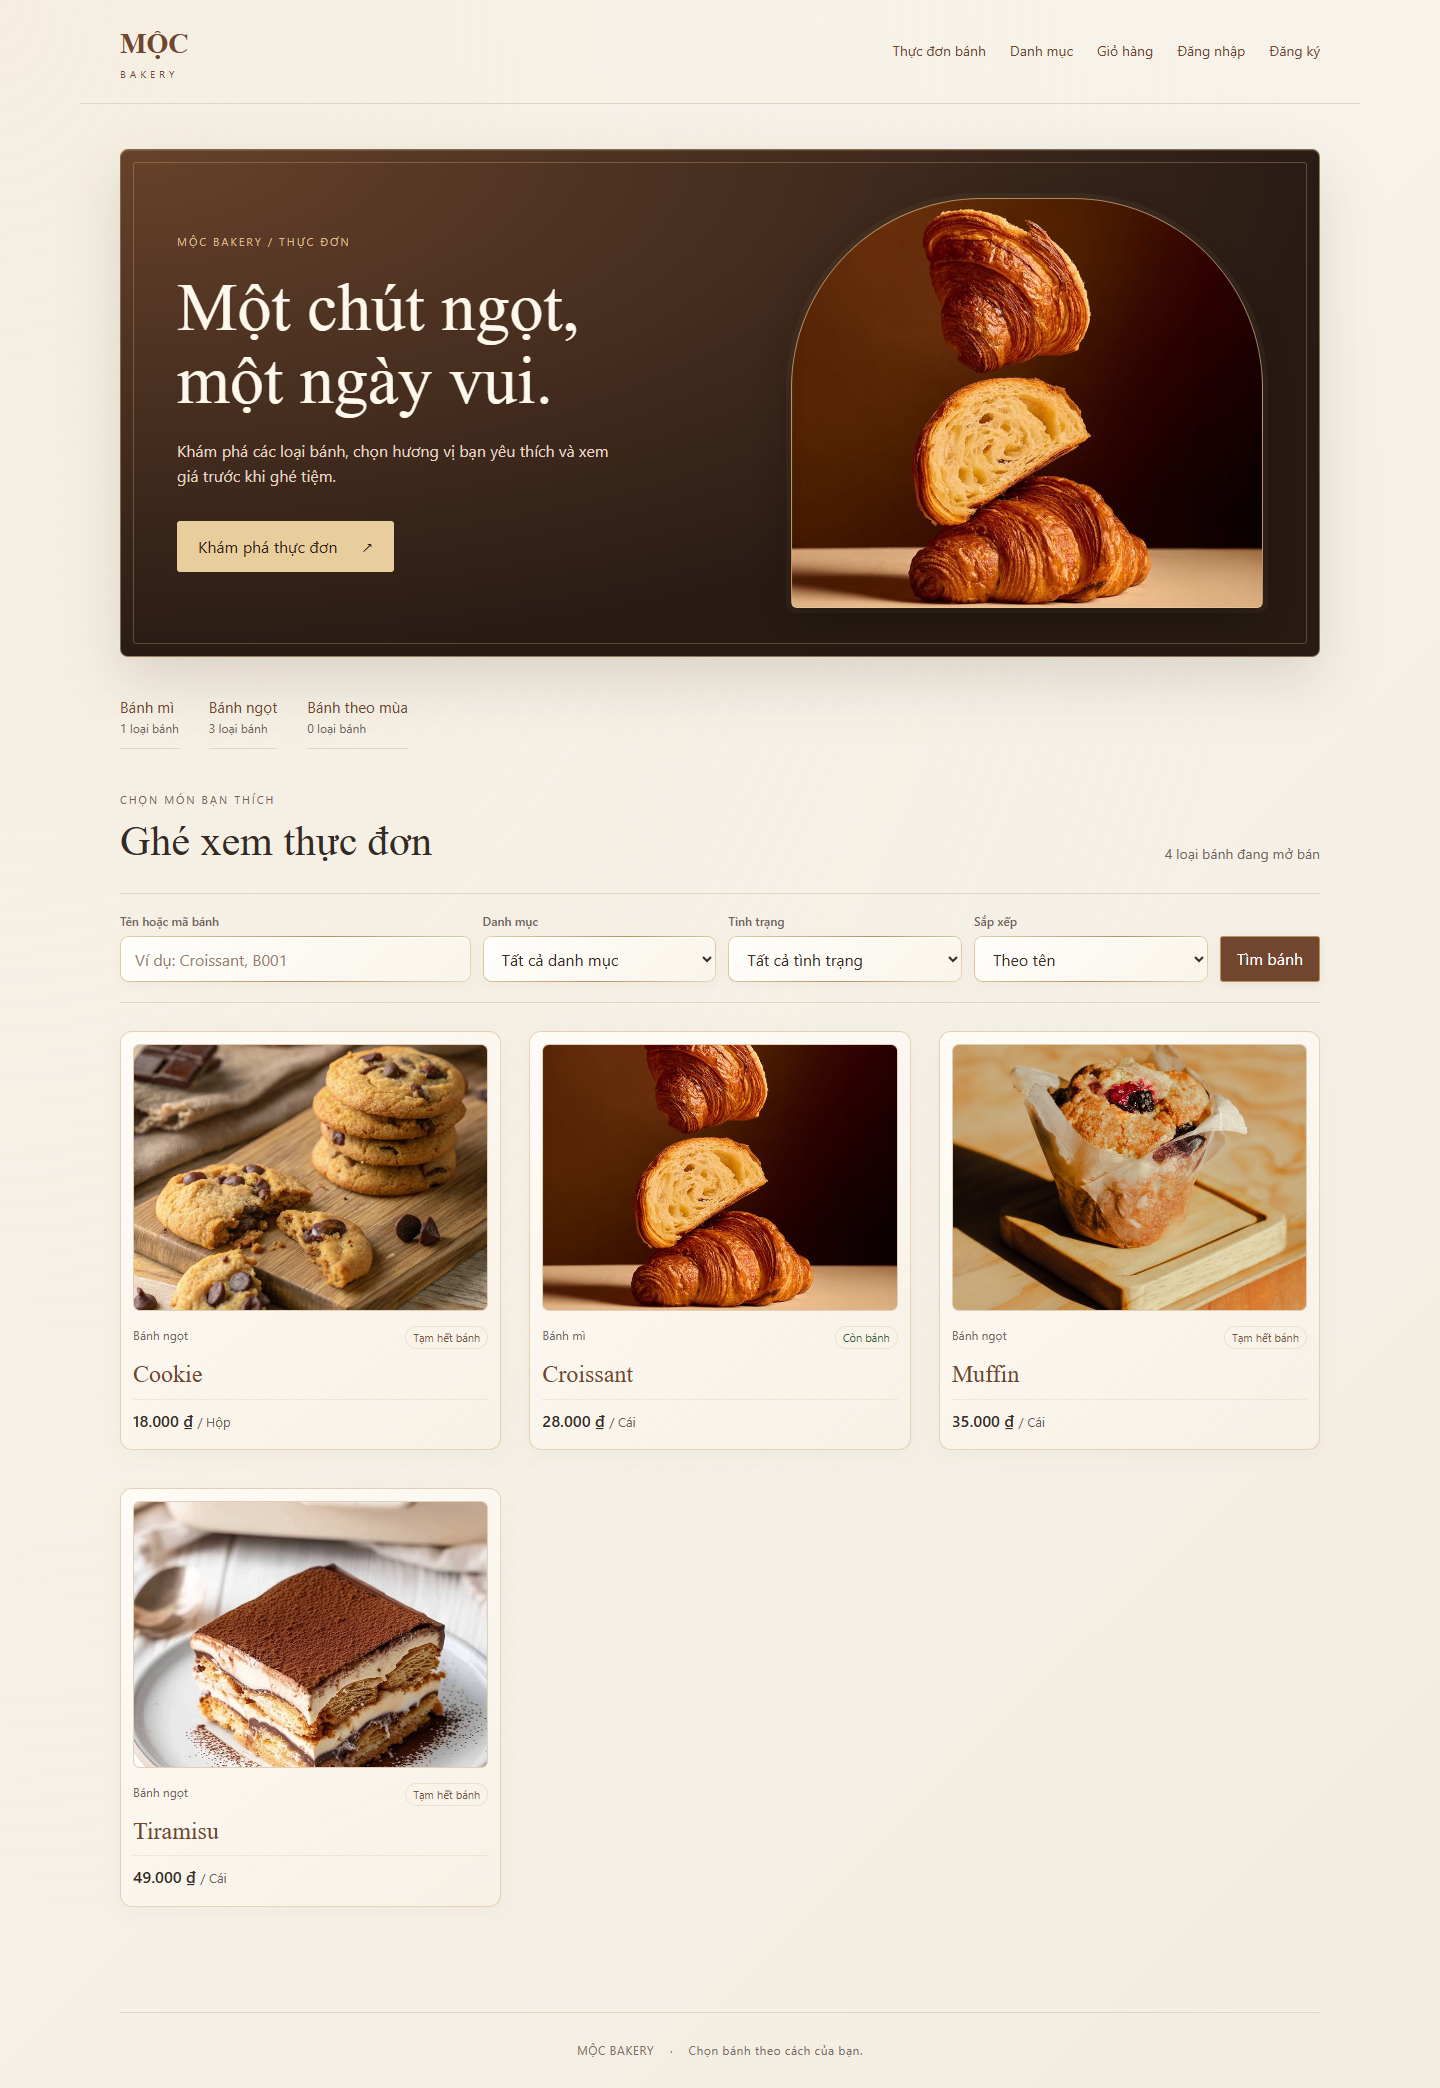 MỘC
BAKERY
Thực đơn bánh
Danh mục
Giỏ hàng
Đăng nhập
Đăng ký
MỘC BAKERY / THỰC ĐƠN
Một chút ngọt,
một ngày vui.
Khám phá các loại bánh, chọn hương vị bạn yêu thích và xem
giá trước khi ghé tiệm.
Khám phá thực đơn ↗
Bánh mì
1 loại bánh
Bánh ngọt
3 loại bánh
Bánh theo mùa
0 loại bánh
CHỌN MÓN BẠN THÍCH
Ghé xem thực đơn
4 loại bánh đang mở bán
Tên hoặc mã bánh
Ví dụ: Croissant, B001
Danh mục
Tất cả danh mục
Tình trạng
Tất cả tình trạng
Sắp xếp
Theo tên
Tìm bánh
Bánh ngọt
Tạm hết bánh
Cookie
18.000 ₫ / Hộp
Bánh mì
Còn bánh
Croissant
28.000 ₫ / Cái
Bánh ngọt
Tạm hết bánh
Muffin
35.000 ₫ / Cái
Bánh ngọt
Tạm hết bánh
Tiramisu
49.000 ₫ / Cái
MỘC BAKERY · Chọn bánh theo cách của bạn.